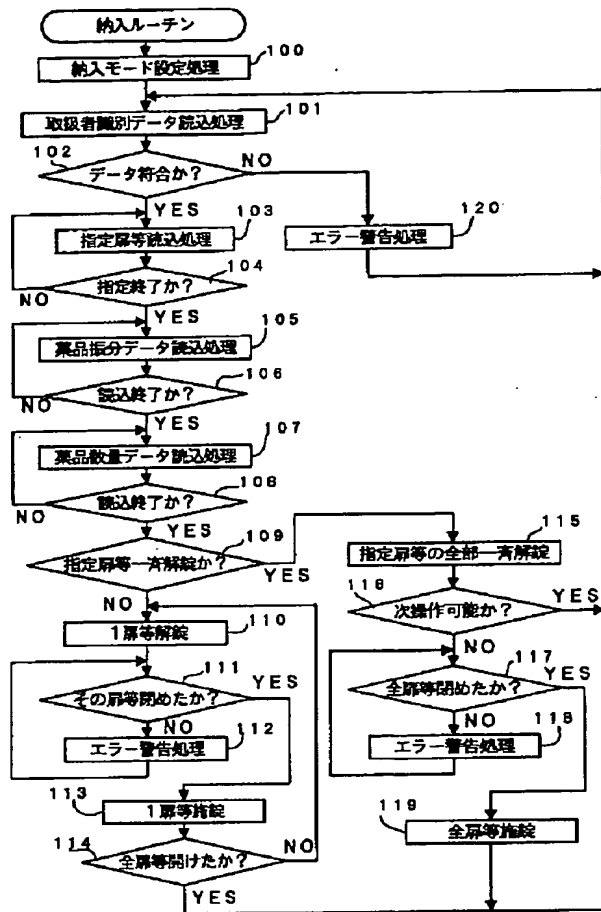 納入ルーチン
納入モード設定処理
100
取扱者識別データ読込処理
101
102
データ符合か？
NO
YES
103
指定扉等読込処理
120
エラー警告処理
104
指定終了か？
NO
YES
105
薬品振分データ読込処理
106
読込終了か？
NO
YES
107
薬品数量データ読込処理
108
読込終了か？
NO
YES
109
指定扉等一斉解錠か？
YES
NO
115
指定扉等の全部一斉解錠
116
次操作可能か？
YES
NO
110
1扉等解錠
111
その扉等閉めたか？
YES
NO
112
エラー警告処理
117
全扉等閉めたか？
YES
NO
118
エラー警告処理
113
1扉等施錠
119
全扉等施錠
114
全扉等開けたか？
NO
YES